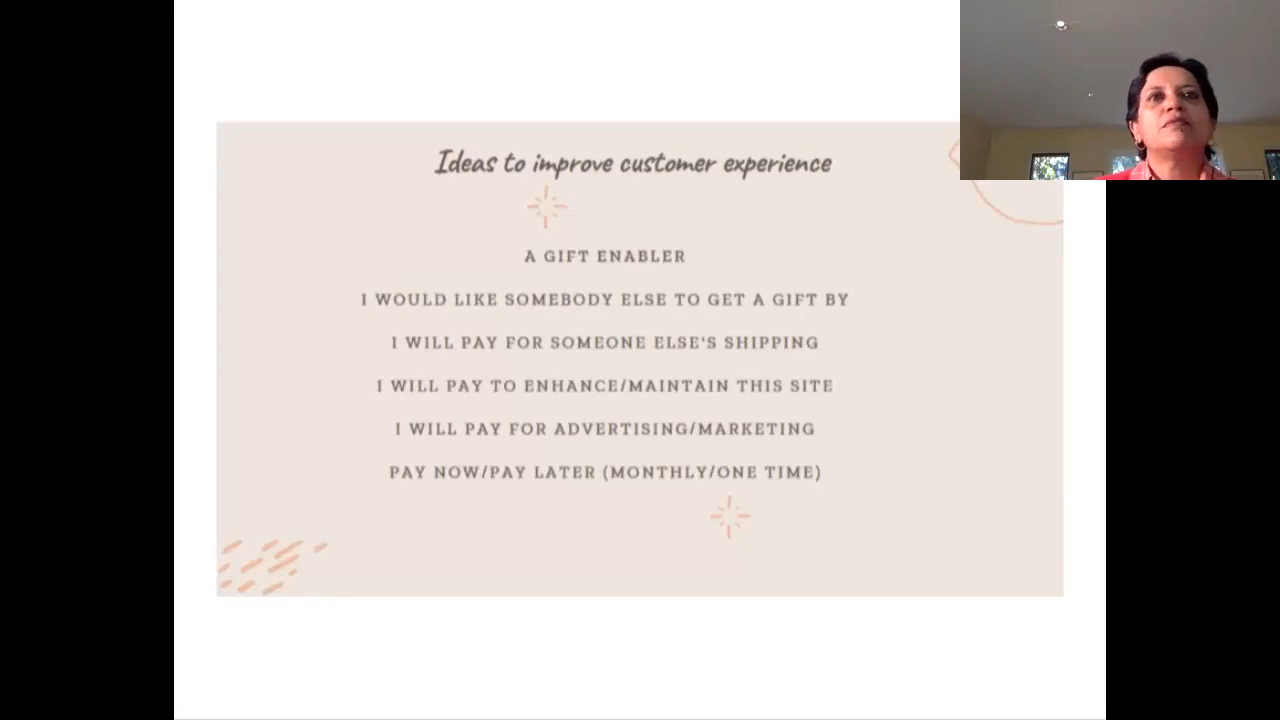 Ideas to improve customer experience
A GIFT ENABLER
I WOULD LIKE SOMEBODY ELSE TO GET A GIFT BY
I WILL PAY FOR SOMEONE ELSE'S SHIPPING
I WILL PAY TO ENHANCE/MAINTAIN THIS SITE
I WILL PAY FOR ADVERTISING/MARKETING
PAY NOW/PAY LATER (MONTHLY/ONE TIME)